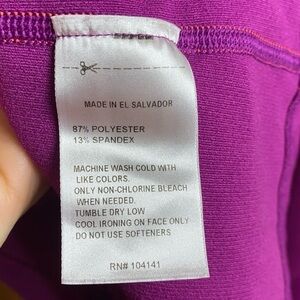 MADE IN EL SALVADOR
87% POLYESTER
13% SPANDEX
MACHINE WASH COLD WITH
LIKE COLORS.
ONLY NON-CHLORINE BLEACH
WHEN NEEDED.
TUMBLE DRY LOW
COOL IRONING ON FACE ONLY
DO NOT USE SOFTENERS
RN# 104141